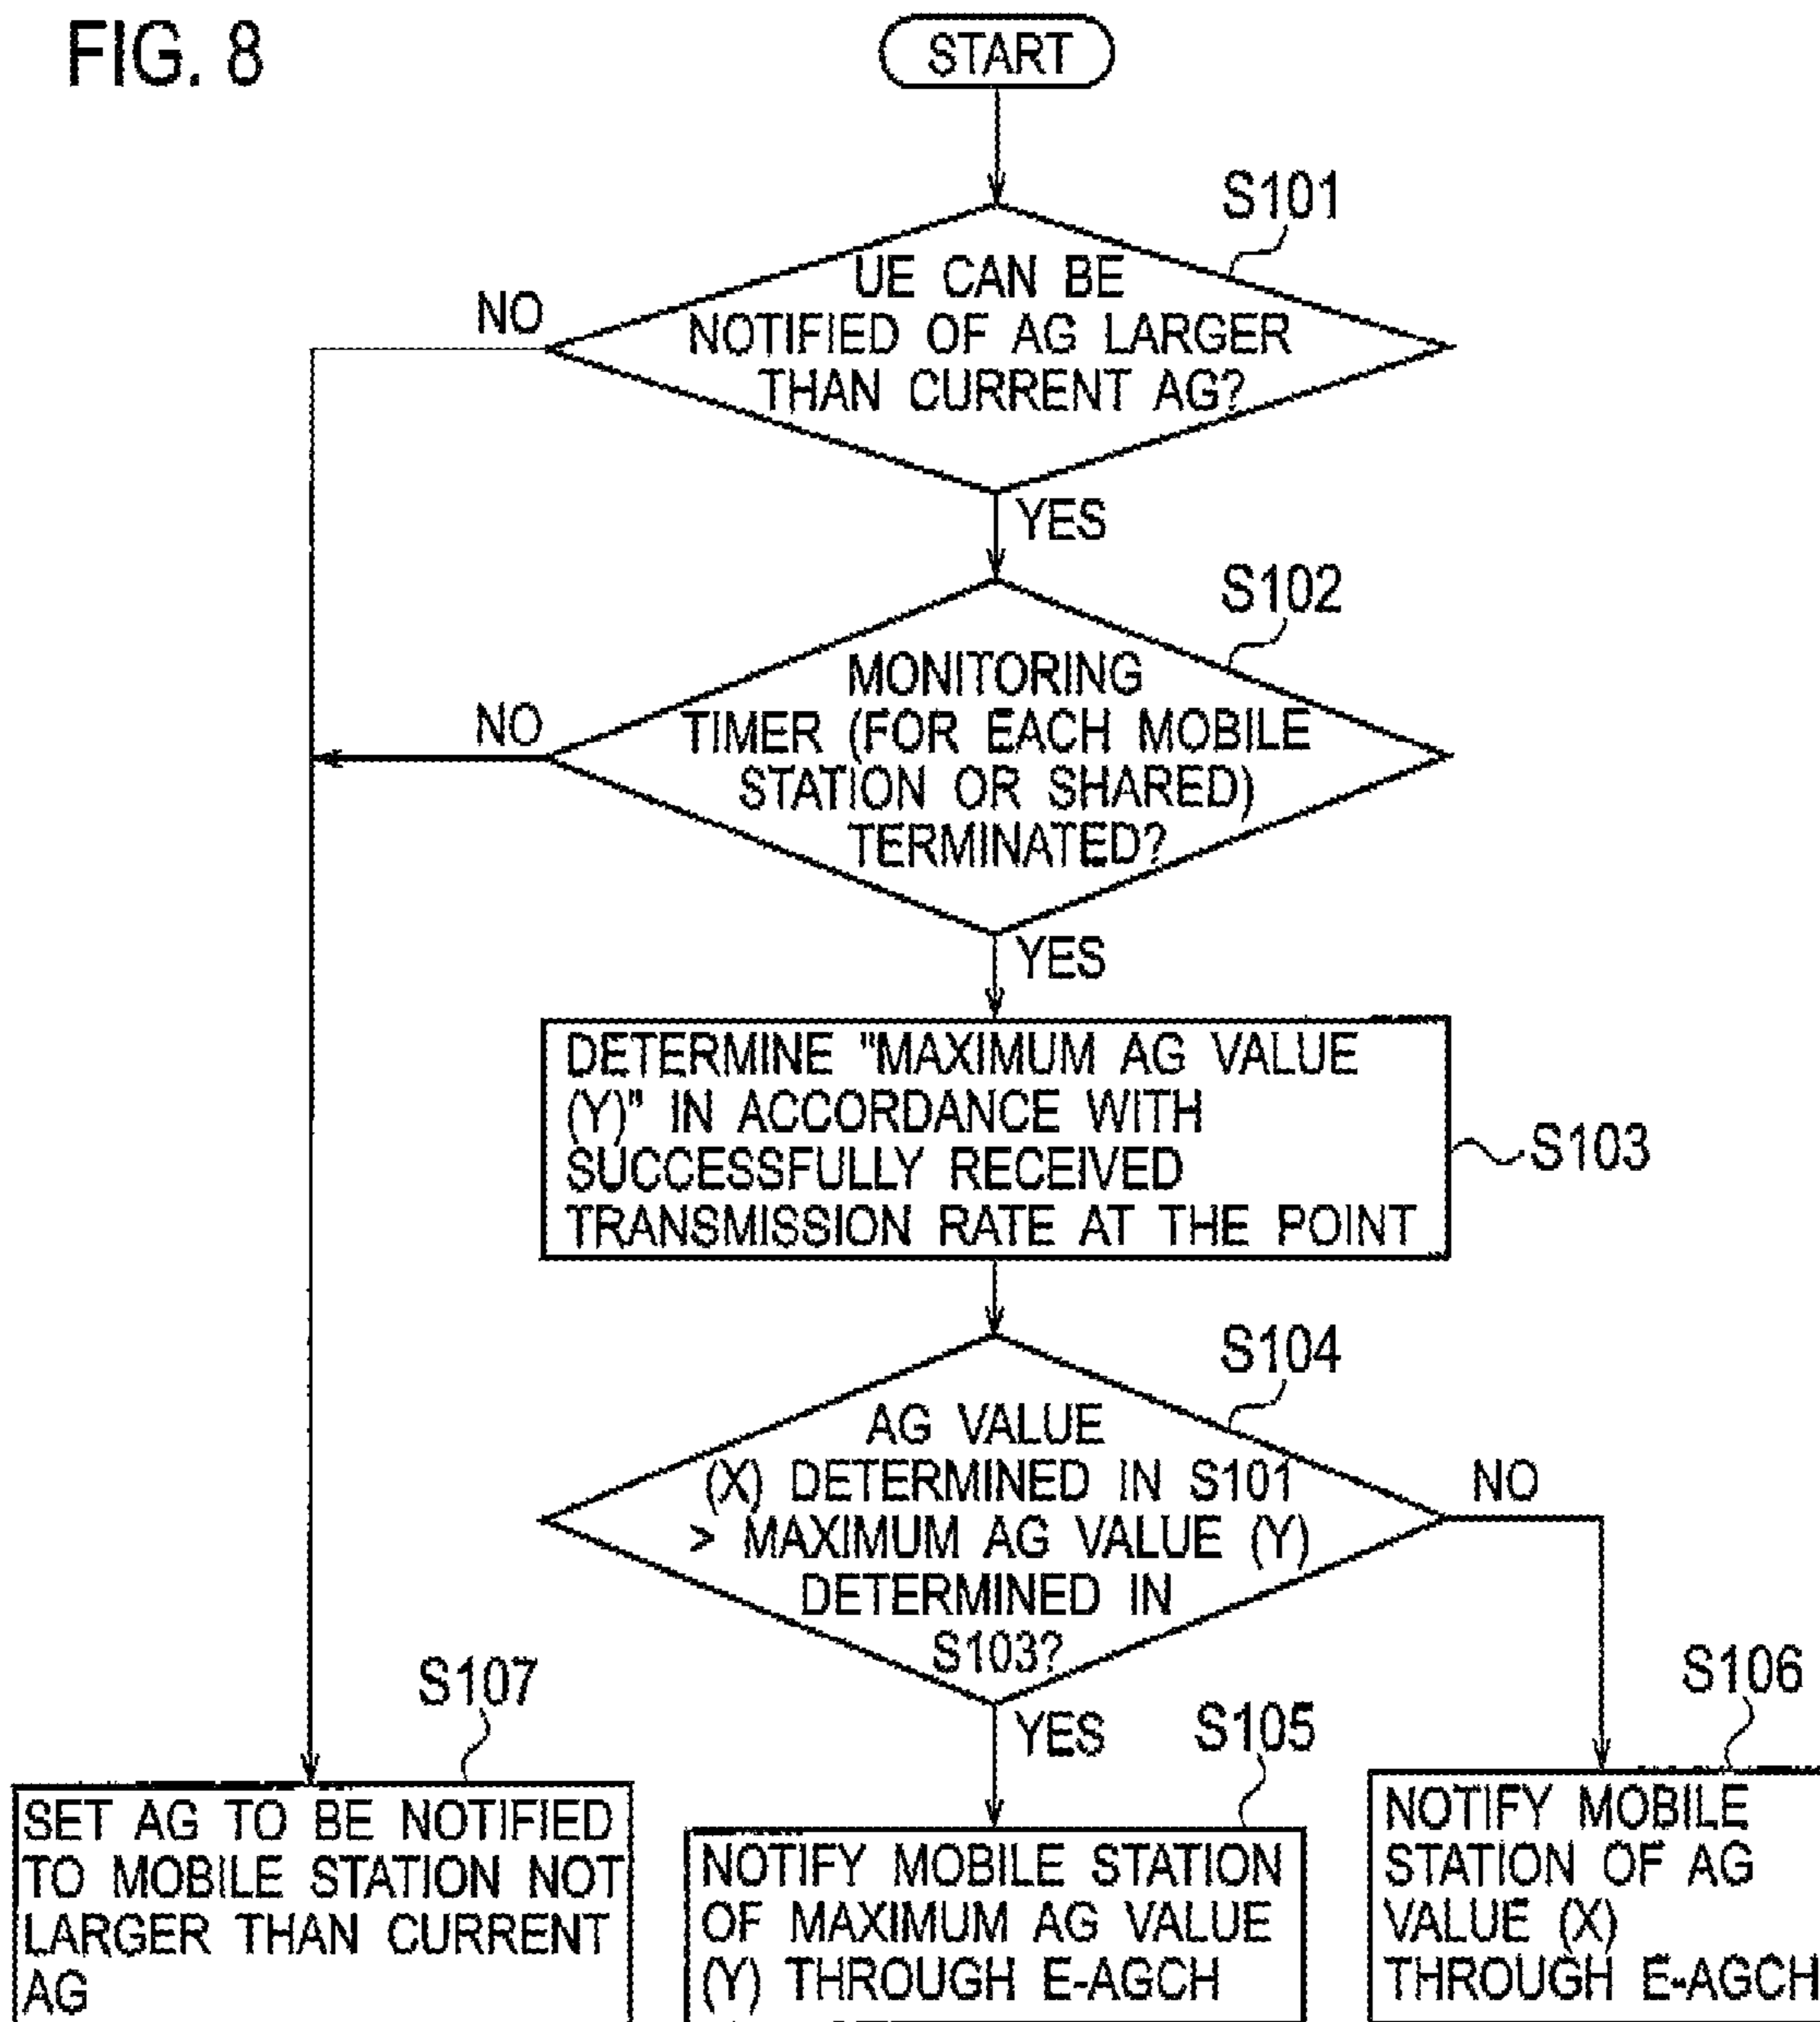 FIG. 8
START
S101
UE CAN BE
NOTIFIED OF AG LARGER
THAN CURRENT AG?
NO
YES
S102
MONITORING
TIMER (FOR EACH MOBILE
STATION OR SHARED)
TERMINATED?
NO
YES
DETERMINE "MAXIMUM AG VALUE
(Y)" IN ACCORDANCE WITH
SUCCESSFULLY RECEIVED
TRANSMISSION RATE AT THE POINT
S103
S104
AG VALUE
(X) DETERMINED IN S101
> MAXIMUM AG VALUE (Y)
DETERMINED IN
S103?
NO
YES
S107
SET AG TO BE NOTIFIED
TO MOBILE STATION NOT
LARGER THAN CURRENT
AG
S105
NOTIFY MOBILE STATION
OF MAXIMUM AG VALUE
(Y) THROUGH E-AGCH
S106
NOTIFY MOBILE
STATION OF AG
VALUE (X)
THROUGH E-AGCH